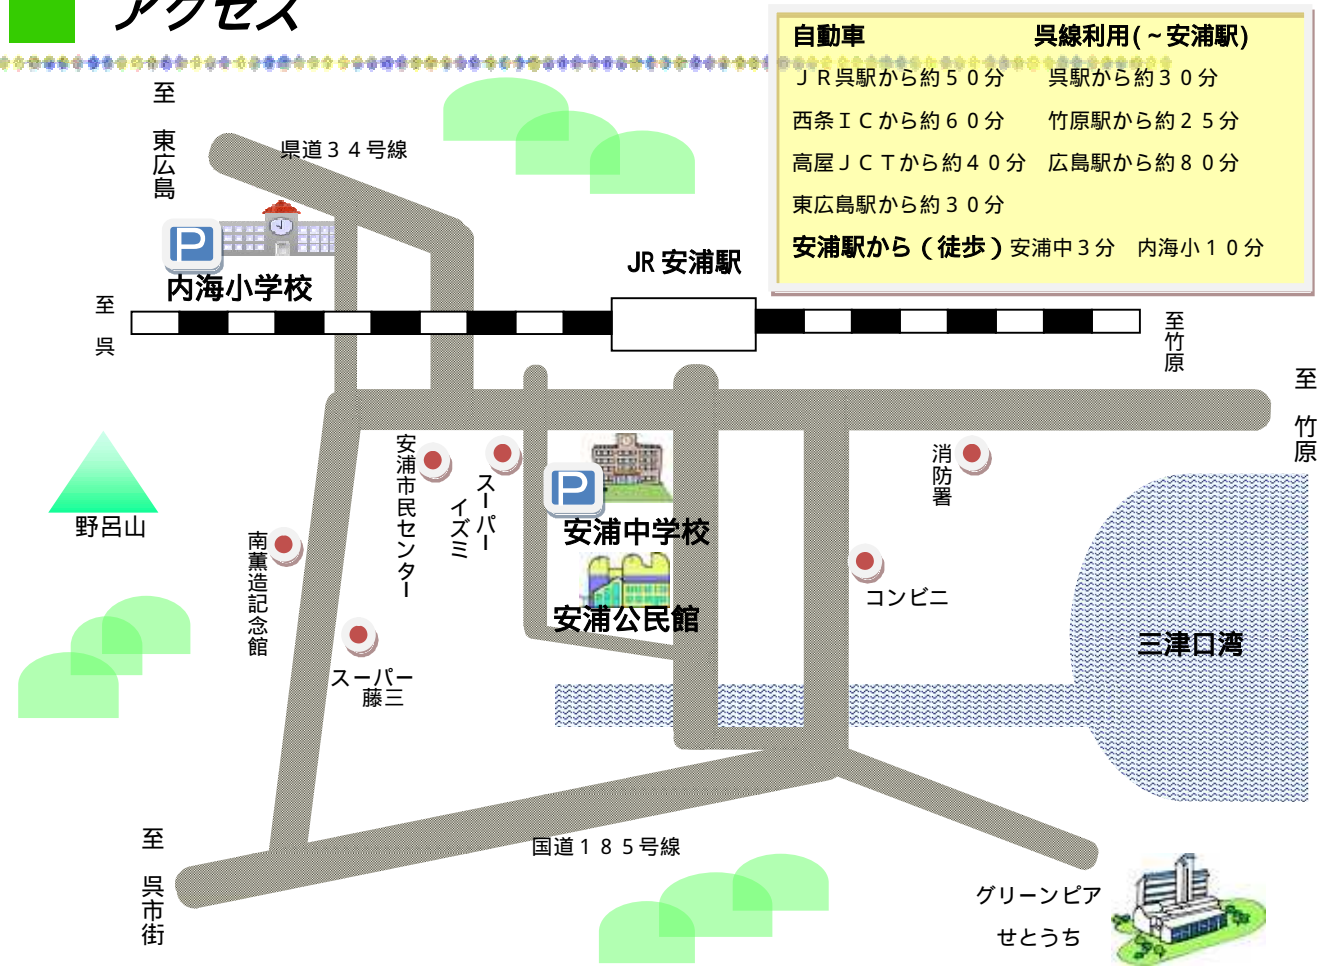 アクセス
自動車　呉線利用(~安浦駅)
ＪＲ呉駅から約５０分　呉駅から約３０分
西条ＩＣから約６０分　竹原駅から約２５分
高屋ＪＣＴから約４０分　広島駅から約８０分
東広島駅から約３０分
安浦駅から（徒歩）安浦中３分　内海小１０分
至　東広島
県道３４号線
P
内海小学校
JR 安浦駅
至　呉
至竹原
至　竹原
野呂山
南薫造記念館
安浦市民センター
スーパー
イズミ
P
安浦中学校
安浦公民館
消防署
コンビニ
三津口湾
スーパー
藤三
国道１８５号線
至　呉市街
グリーンピア
せとうち